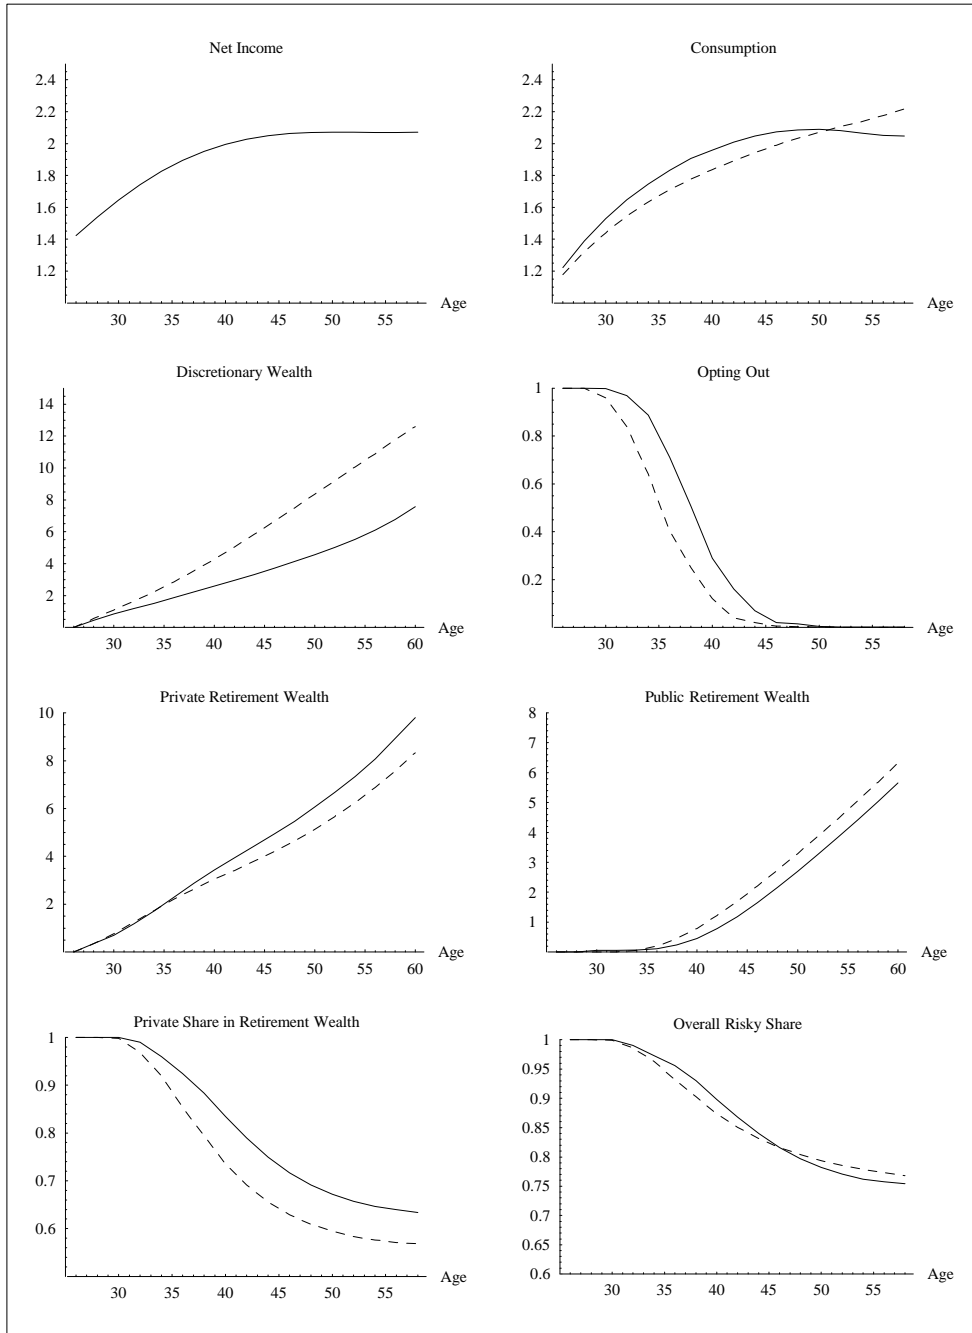 Net Income
2.4
2.2
2
1.8
1.6
1.4
1.2
Age
30 35 40 45 50 55
Consumption
2.4
2.2
2
1.8
1.6
1.4
1.2
Age
30 35 40 45 50 55
Discretionary Wealth
14
12
10
8
6
4
2
Age
30 35 40 45 50 55 60
Opting Out
1
0.8
0.6
0.4
0.2
Age
30 35 40 45 50 55
Private Retirement Wealth
10
8
6
4
2
Age
30 35 40 45 50 55 60
Public Retirement Wealth
8
7
6
5
4
3
2
1
Age
30 35 40 45 50 55 60
Private Share in Retirement Wealth
1
0.9
0.8
0.7
0.6
Age
30 35 40 45 50 55
Overall Risky Share
1
0.95
0.9
0.85
0.8
0.75
0.7
0.65
0.6
Age
30 35 40 45 50 55